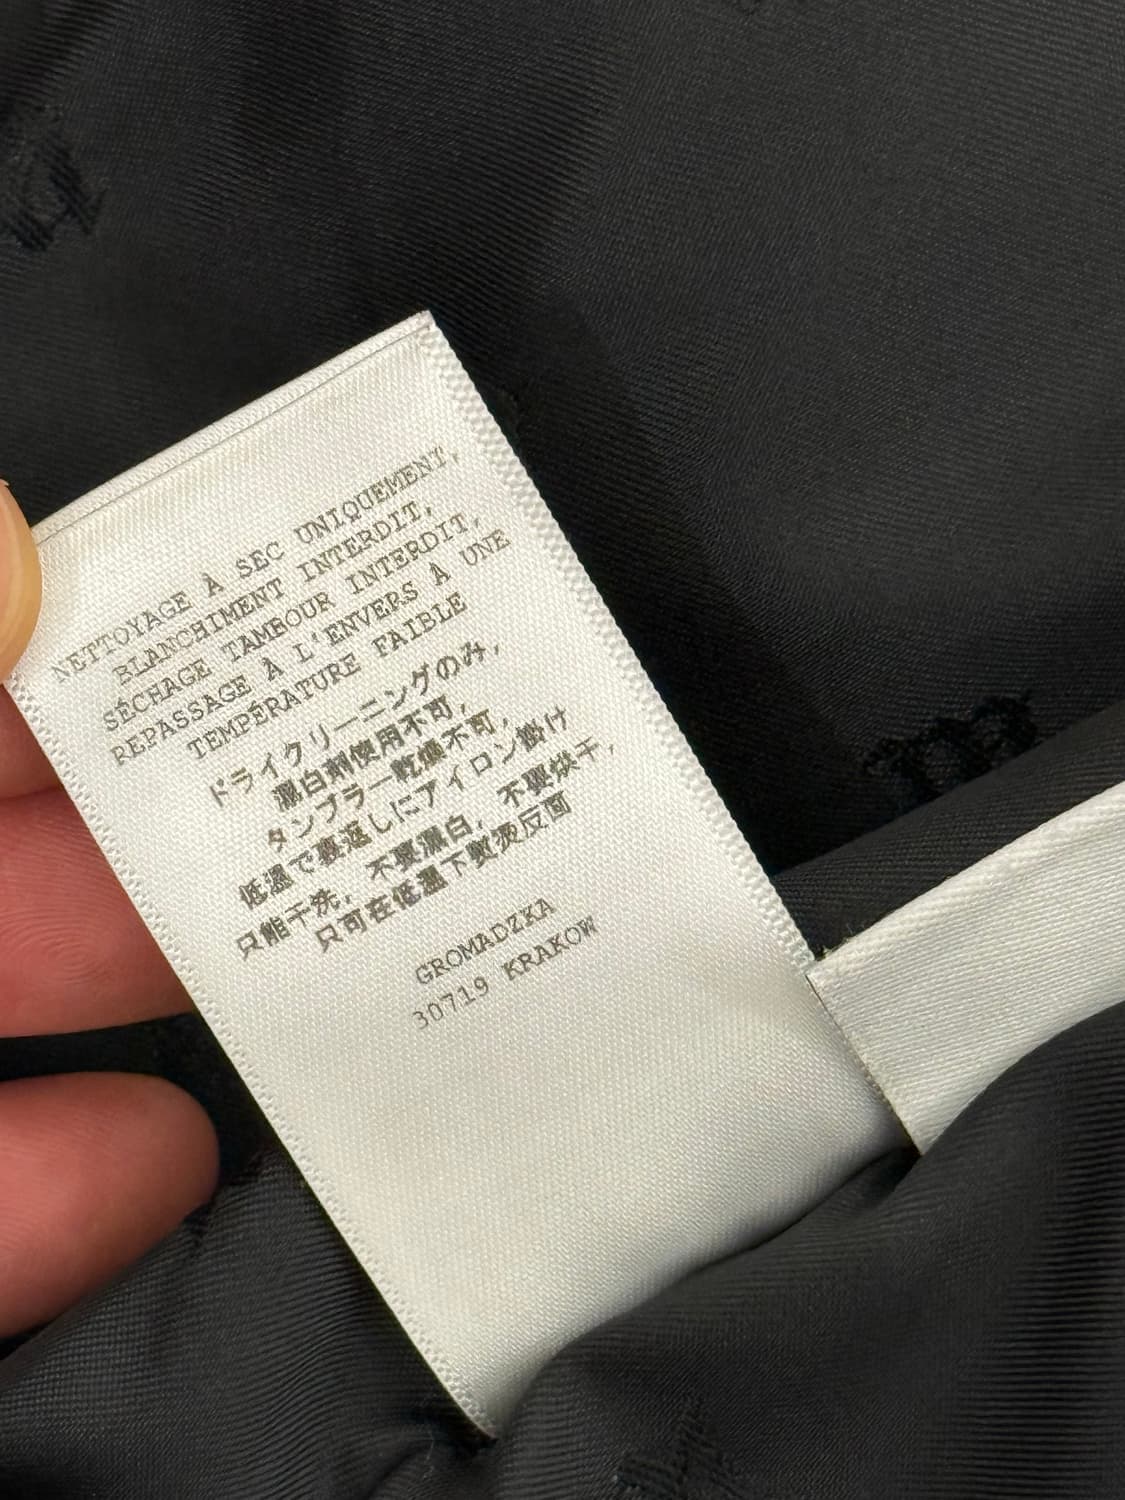 NETTOYAGE À SEC UNIQUEMENT,
BLANCHIMENT INTERDIT,
SÉCHAGE TAMBOUR INTERDIT,
REPASSAGE À L'ENVERS À UNE
TEMPÉRATURE FAIBLE
ドライクリーニングのみ,
漂白剤使用不可,
タンブラー乾燥不可,
低温で裏返しにアイロン掛け
只能干洗, 不要漂白, 不要烘干,
只可在低温下熨烫反面
GROMADZKA
30719 KRAKOW